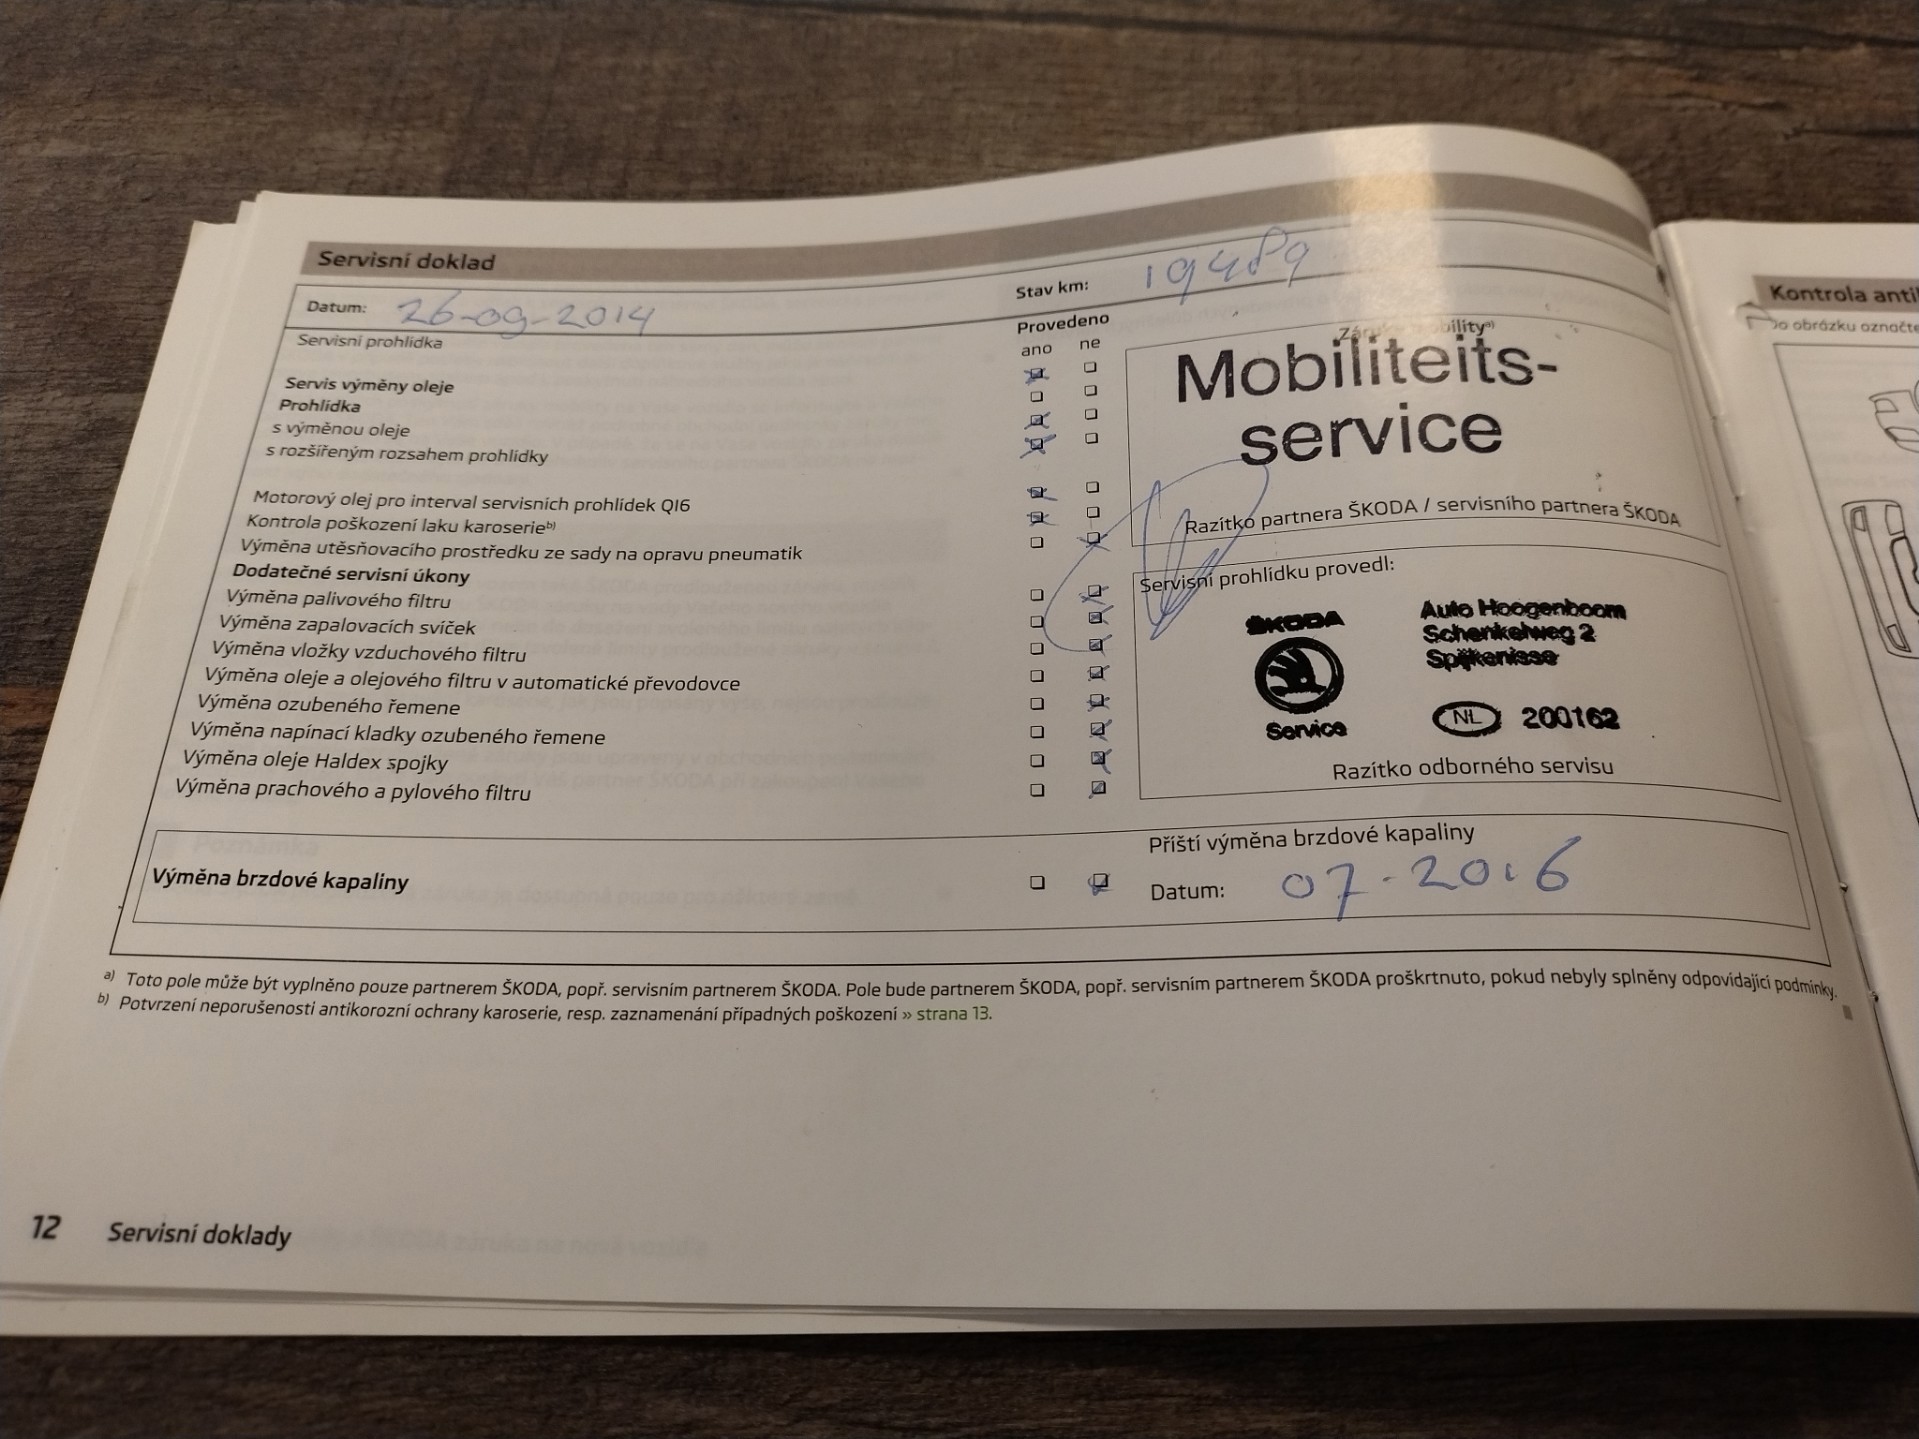 Servisní doklad
Datum: 26-09-2014
Stav km: 19489
Servisní prohlídka
Provedeno
ano ne
Servis výměny oleje
Prohlídka
s výměnou oleje
s rozšířeným rozsahem prohlídky
Motorový olej pro interval servisních prohlídek QI6
Kontrola poškození laku karoserie b)
Výměna utěsňovacího prostředku ze sady na opravu pneumatik
Dodatečné servisní úkony
Výměna palivového filtru
Výměna zapalovacích svíček
Výměna vložky vzduchového filtru
Výměna oleje a olejového filtru v automatické převodovce
Výměna ozubeného řemene
Výměna napínací kladky ozubeného řemene
Výměna oleje Haldex spojky
Výměna prachového a pylového filtru
Mobiliteits-
service
Razítko partnera ŠKODA / servisního partnera ŠKODA
Servisní prohlídku provedl:
ŠKODA
Service
Auto Hoogenboom
Schenkelweg 2
Spijkenisse
NL 200162
Razítko odborného servisu
Výměna brzdové kapaliny
Příští výměna brzdové kapaliny
Datum: 07-2016
a) Toto pole může být vyplněno pouze partnerem ŠKODA, popř. servisním partnerem ŠKODA. Pole bude partnerem ŠKODA, popř. servisním partnerem ŠKODA proškrtnuto, pokud nebyly splněny odpovídající podmínky.
b) Potvrzení neporušenosti antikorozní ochrany karoserie, resp. zaznamenání případných poškození » strana 13.
12 Servisní doklady
Kontrola anti
Do obrázku označte